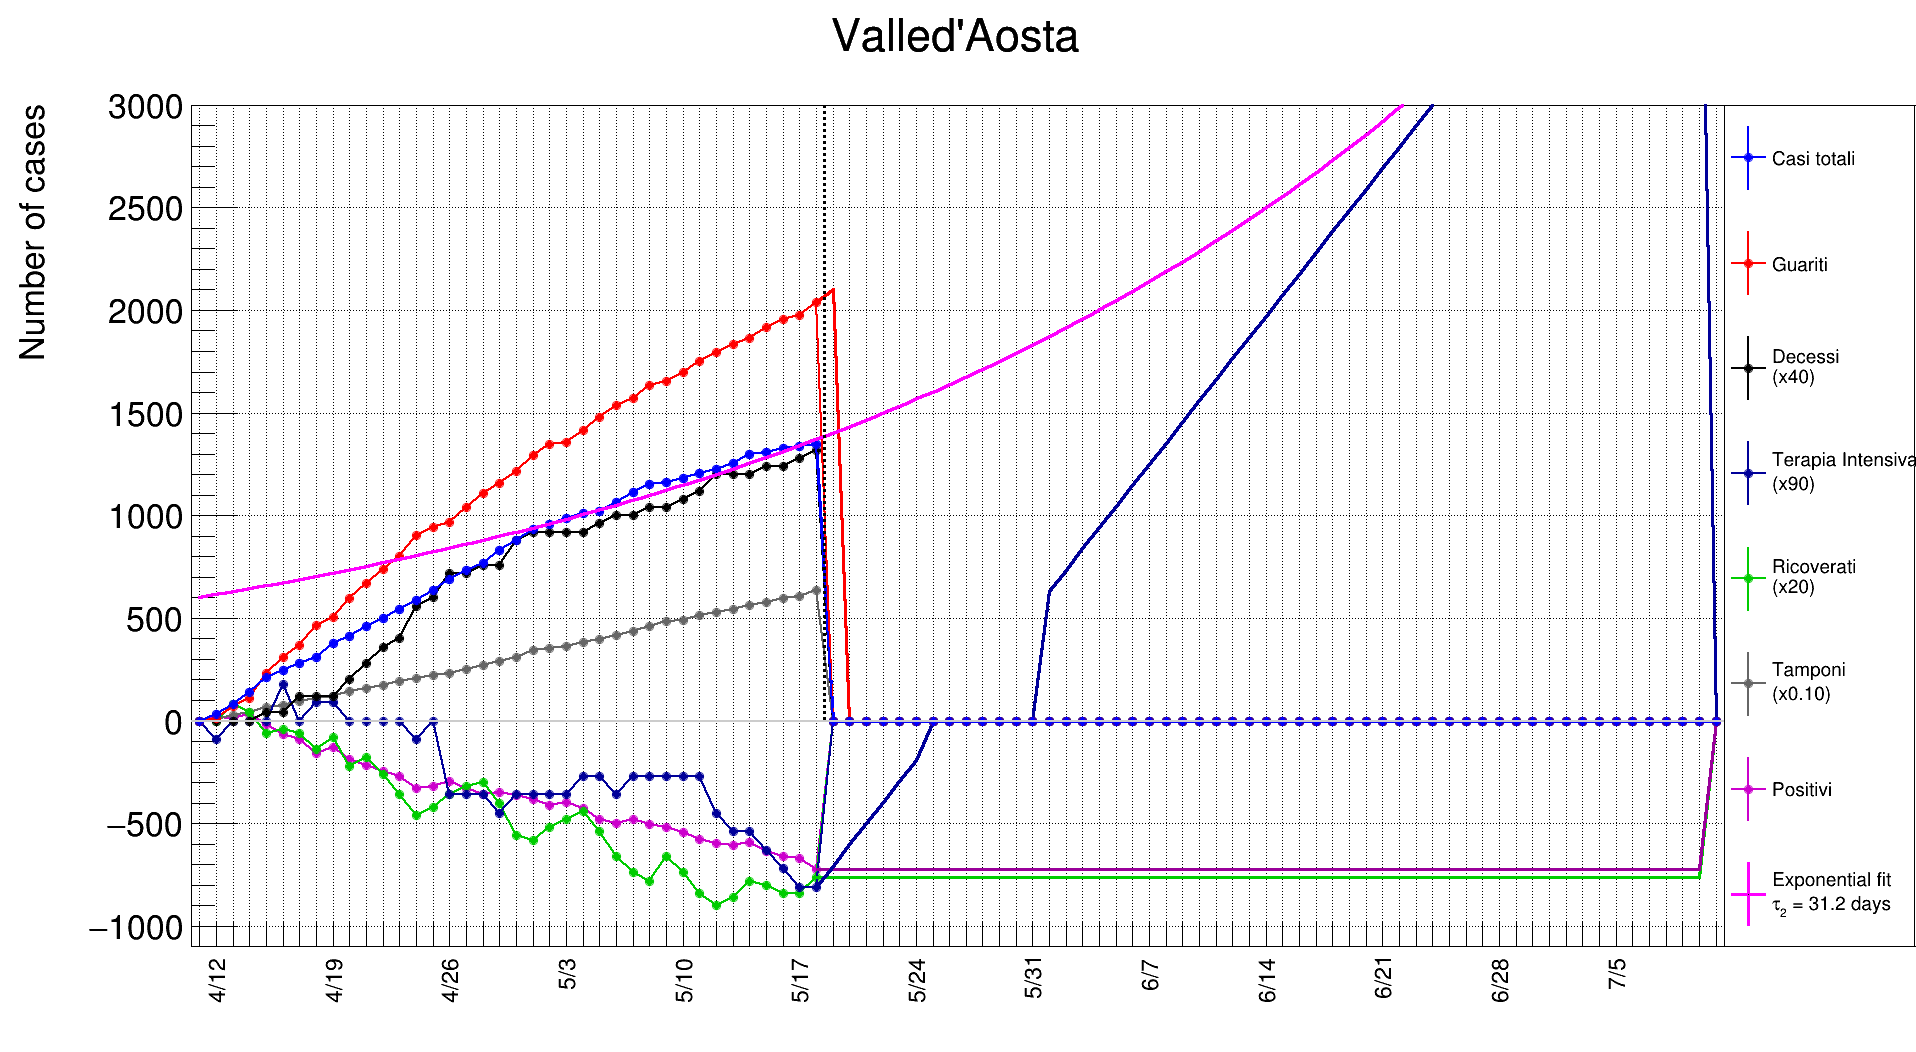 Valled'Aosta
Number of cases
3000
2500
2000
1500
1000
500
0
−500
−1000
4/12
4/19
4/26
5/3
5/10
5/17
5/24
5/31
6/7
6/14
6/21
6/28
7/5
Casi totali
Guariti
Decessi
(x40)
Terapia Intensiva
(x90)
Ricoverati
(x20)
Tamponi
(x0.10)
Positivi
Exponential fit
τ₂ = 31.2 days